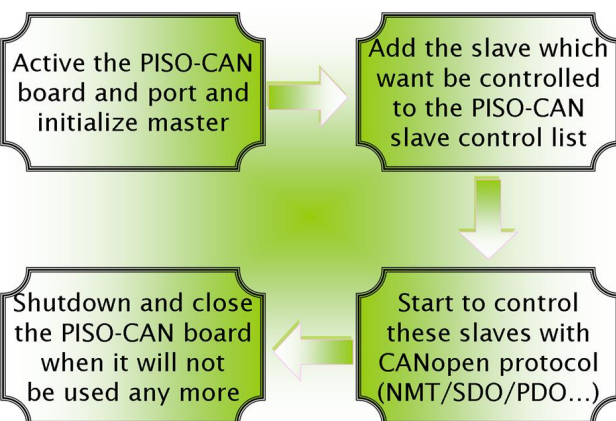 Active the PISO-CAN
board and port and
initialize master
Add the slave which
want be controlled
to the PISO-CAN
slave control list
Start to control
these slaves with
CANopen protocol
(NMT/SDO/PDO...)
Shutdown and close
the PISO-CAN board
when it will not
be used any more